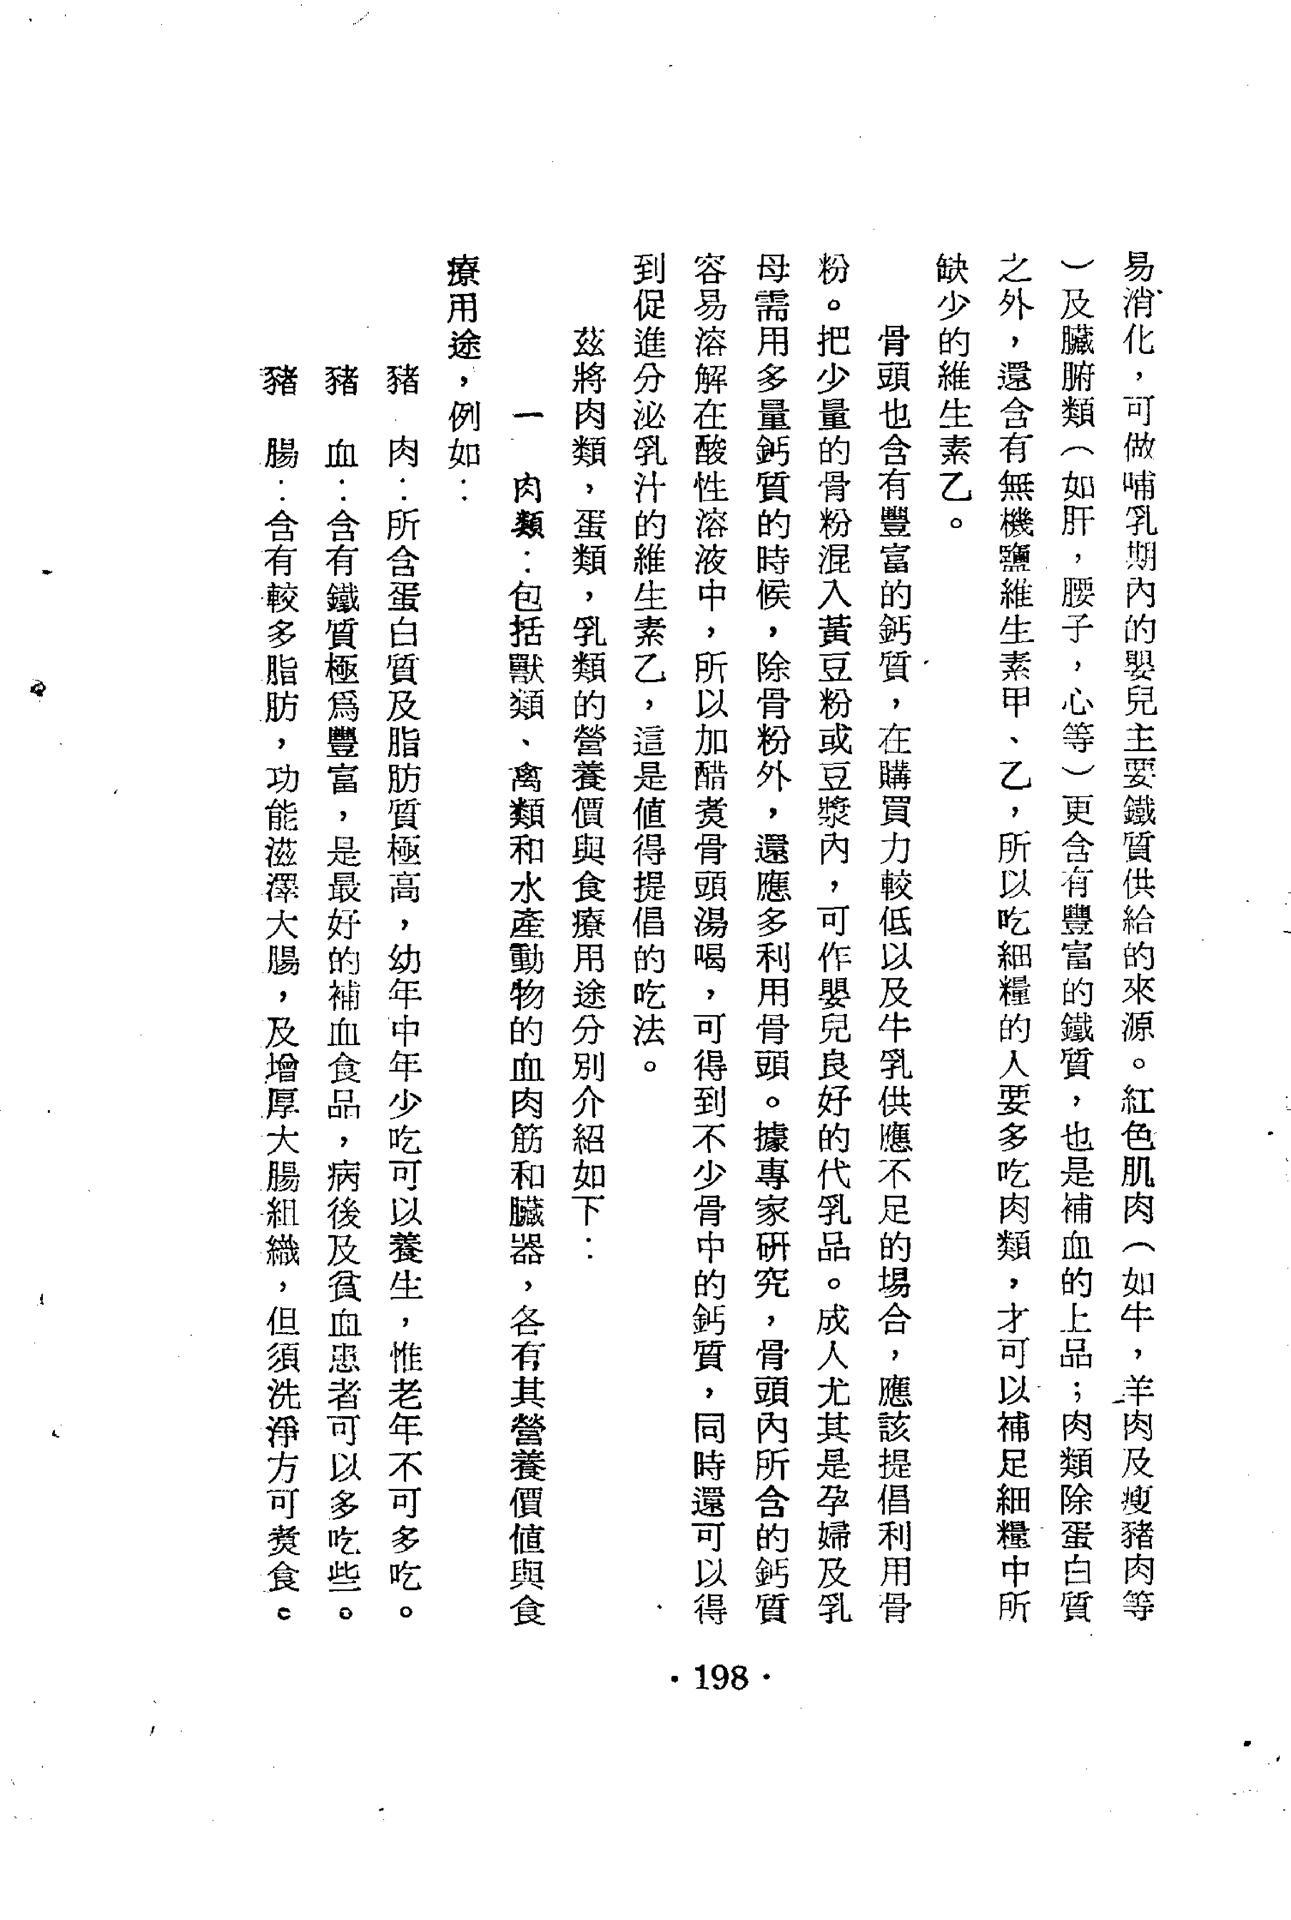 易消化，可做哺乳期內的嬰兒主要鐵質供給的來源。紅色肌肉（如牛，羊肉及瘦豬肉等
）及臟腑類（如肝，腰子，心等）更含有豐富的鐵質，也是補血的上品；肉類除蛋白質
之外，還含有無機鹽維生素甲、乙，所以吃細糧的人要多吃肉類，才可以補足細糧中所
缺少的維生素乙。
骨頭也含有豐富的鈣質，在購買力較低以及牛乳供應不足的場合，應該提倡利用骨
粉。把少量的骨粉混入黃豆粉或豆漿內，可作嬰兒良好的代乳品。成人尤其是孕婦及乳
母需用多量鈣質的時候，除骨粉外，還應多利用骨頭。據專家研究，骨頭內所含的鈣質
容易溶解在酸性溶液中，所以加醋煑骨頭湯喝，可得到不少骨中的鈣質，同時還可以得
到促進分泌乳汁的維生素乙，這是值得提倡的吃法。
茲將肉類，蛋類，乳類的營養價與食療用途分別介紹如下：
一　肉類：包括獸類、禽類和水產動物的血肉筋和臟器，各有其營養價值與食
療用途，例如：
豬　肉：所含蛋白質及脂肪質極高，幼年中年少吃可以養生，惟老年不可多吃。
豬　血：含有鐵質極爲豐富，是最好的補血食品，病後及貧血患者可以多吃些。
豬　腸：含有較多脂肪，功能滋澤大腸，及增厚大腸組織，但須洗淨方可煑食。
·198·